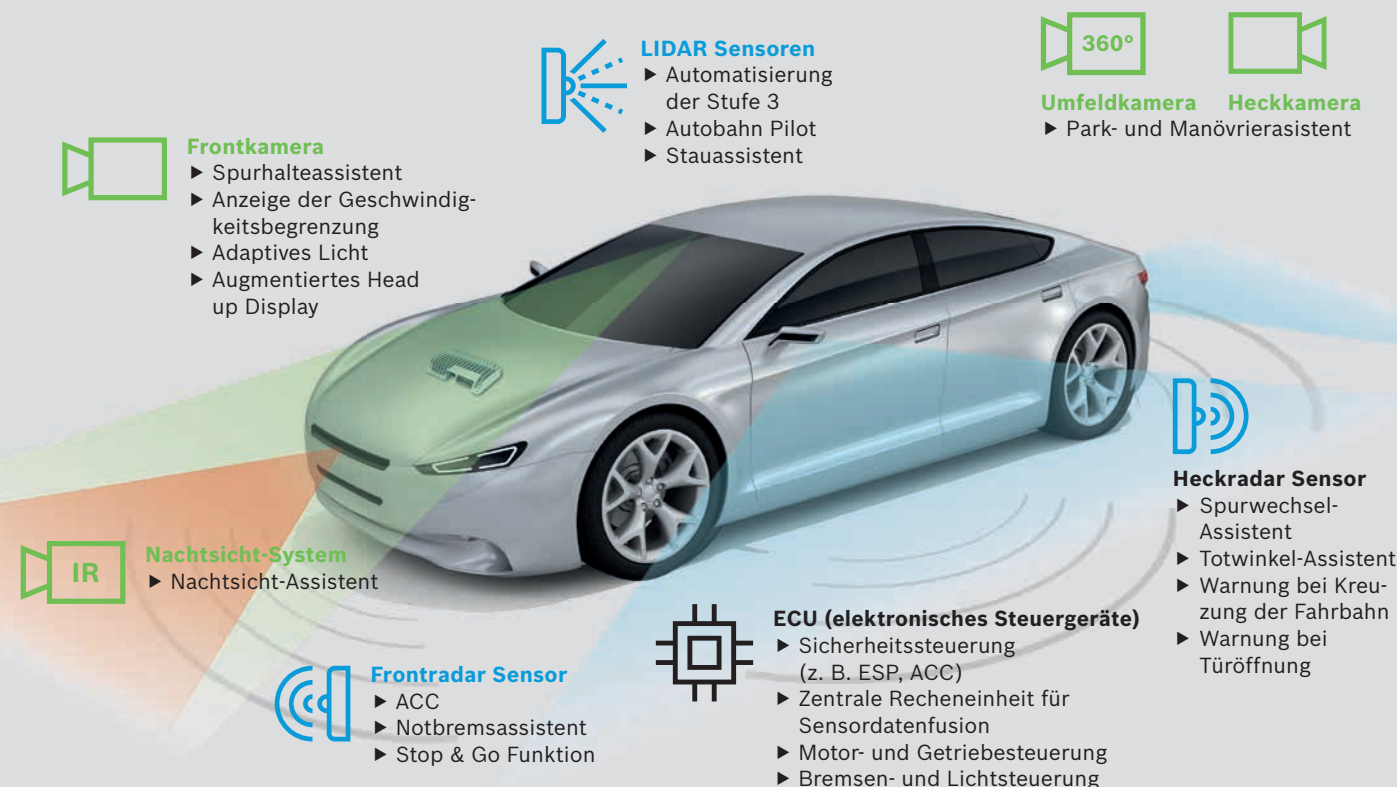 LIDAR Sensoren
▶ Automatisierung
der Stufe 3
▶ Autobahn Pilot
▶ Stauassistent
360°
Umfeldkamera Heckkamera
▶ Park- und Manövrierasistent
Frontkamera
▶ Spurhalteassistent
▶ Anzeige der Geschwindig-
keitsbegrenzung
▶ Adaptives Licht
▶ Augmentiertes Head
up Display
Heckradar Sensor
▶ Spurwechsel-
Assistent
▶ Totwinkel-Assistent
▶ Warnung bei Kreu-
zung der Fahrbahn
▶ Warnung bei
Türöffnung
IR
Nachtsicht-System
▶ Nachtsicht-Assistent
Frontradar Sensor
▶ ACC
▶ Notbremsassistent
▶ Stop & Go Funktion
ECU (elektronisches Steuergeräte)
▶ Sicherheitssteuerung
(z. B. ESP, ACC)
▶ Zentrale Recheneinheit für
Sensordatenfusion
▶ Motor- und Getriebesteuerung
▶ Bremsen- und Lichtsteuerung